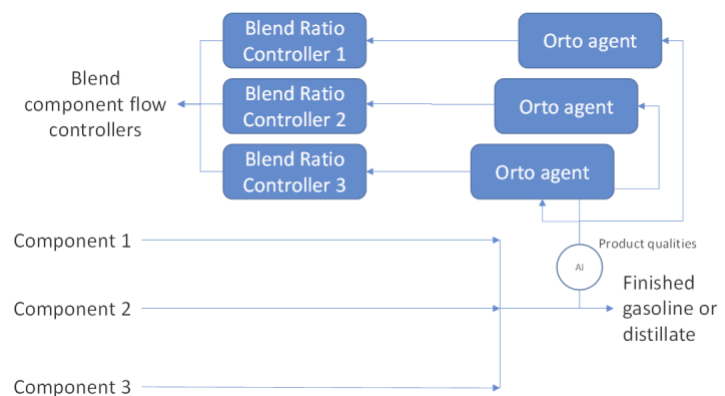 Blend Ratio
Controller 1
Orto agent
Blend
component flow
controllers
Blend Ratio
Controller 2
Orto agent
Blend Ratio
Controller 3
Orto agent
Component 1
Product qualities
AI
Component 2
Finished
gasoline or
distillate
Component 3